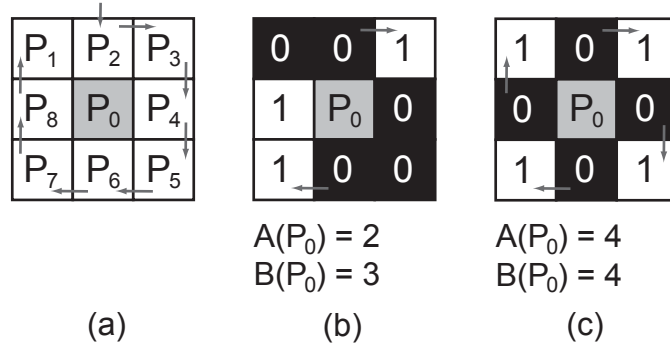 P₁ P₂ P₃
P₈ P₀ P₄
P₇ P₆ P₅
(a)
0 0 1
1 P₀ 0
1 0 0
A(P₀) = 2
B(P₀) = 3
(b)
1 0 1
0 P₀ 0
1 0 1
A(P₀) = 4
B(P₀) = 4
(c)